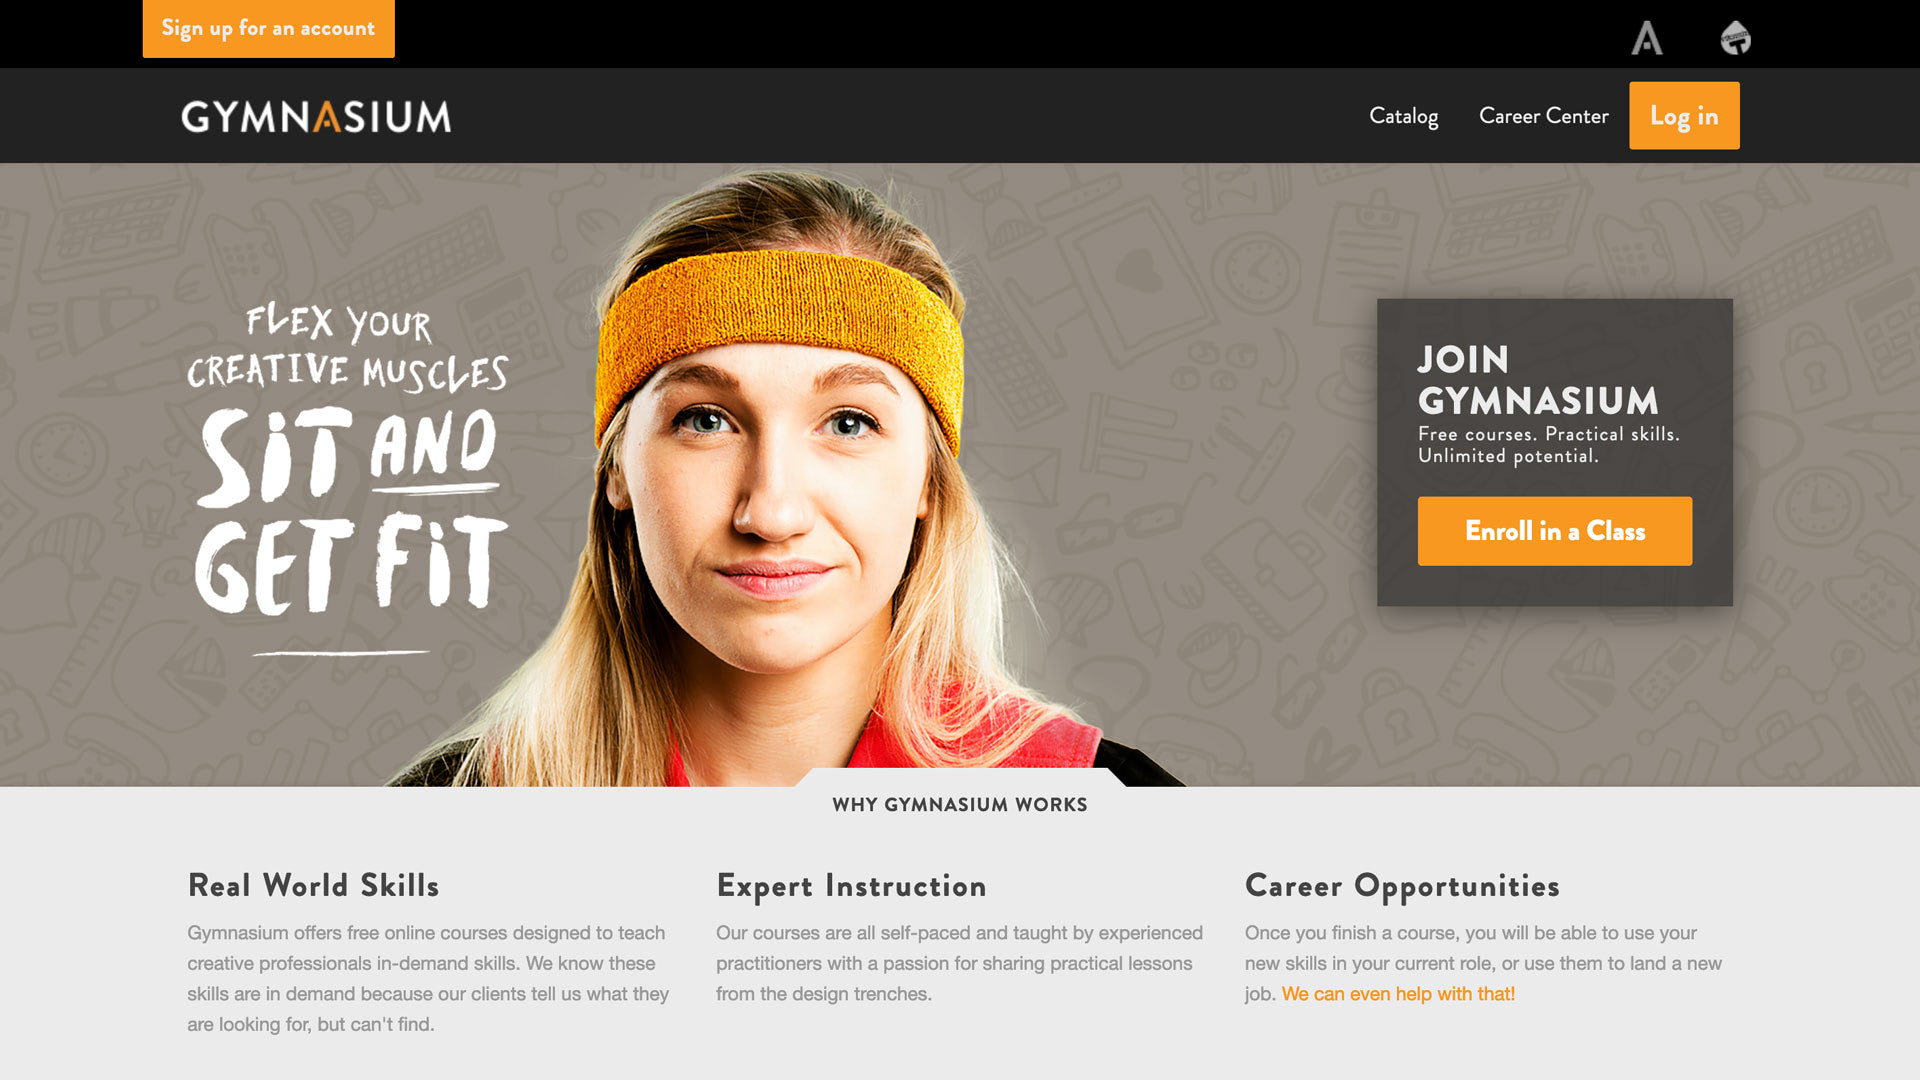 Sign up for an account
GYMNASIUM
Catalog
Career Center
Log in
FLEX YOUR
CREATIVE MUSCLES
SIT AND
GET FIT
JOIN
GYMNASIUM
Free courses. Practical skills.
Unlimited potential.
Enroll in a Class
WHY GYMNASIUM WORKS
Real World Skills
Gymnasium offers free online courses designed to teach
creative professionals in-demand skills. We know these
skills are in demand because our clients tell us what they
are looking for, but can't find.
Expert Instruction
Our courses are all self-paced and taught by experienced
practitioners with a passion for sharing practical lessons
from the design trenches.
Career Opportunities
Once you finish a course, you will be able to use your
new skills in your current role, or use them to land a new
job. We can even help with that!